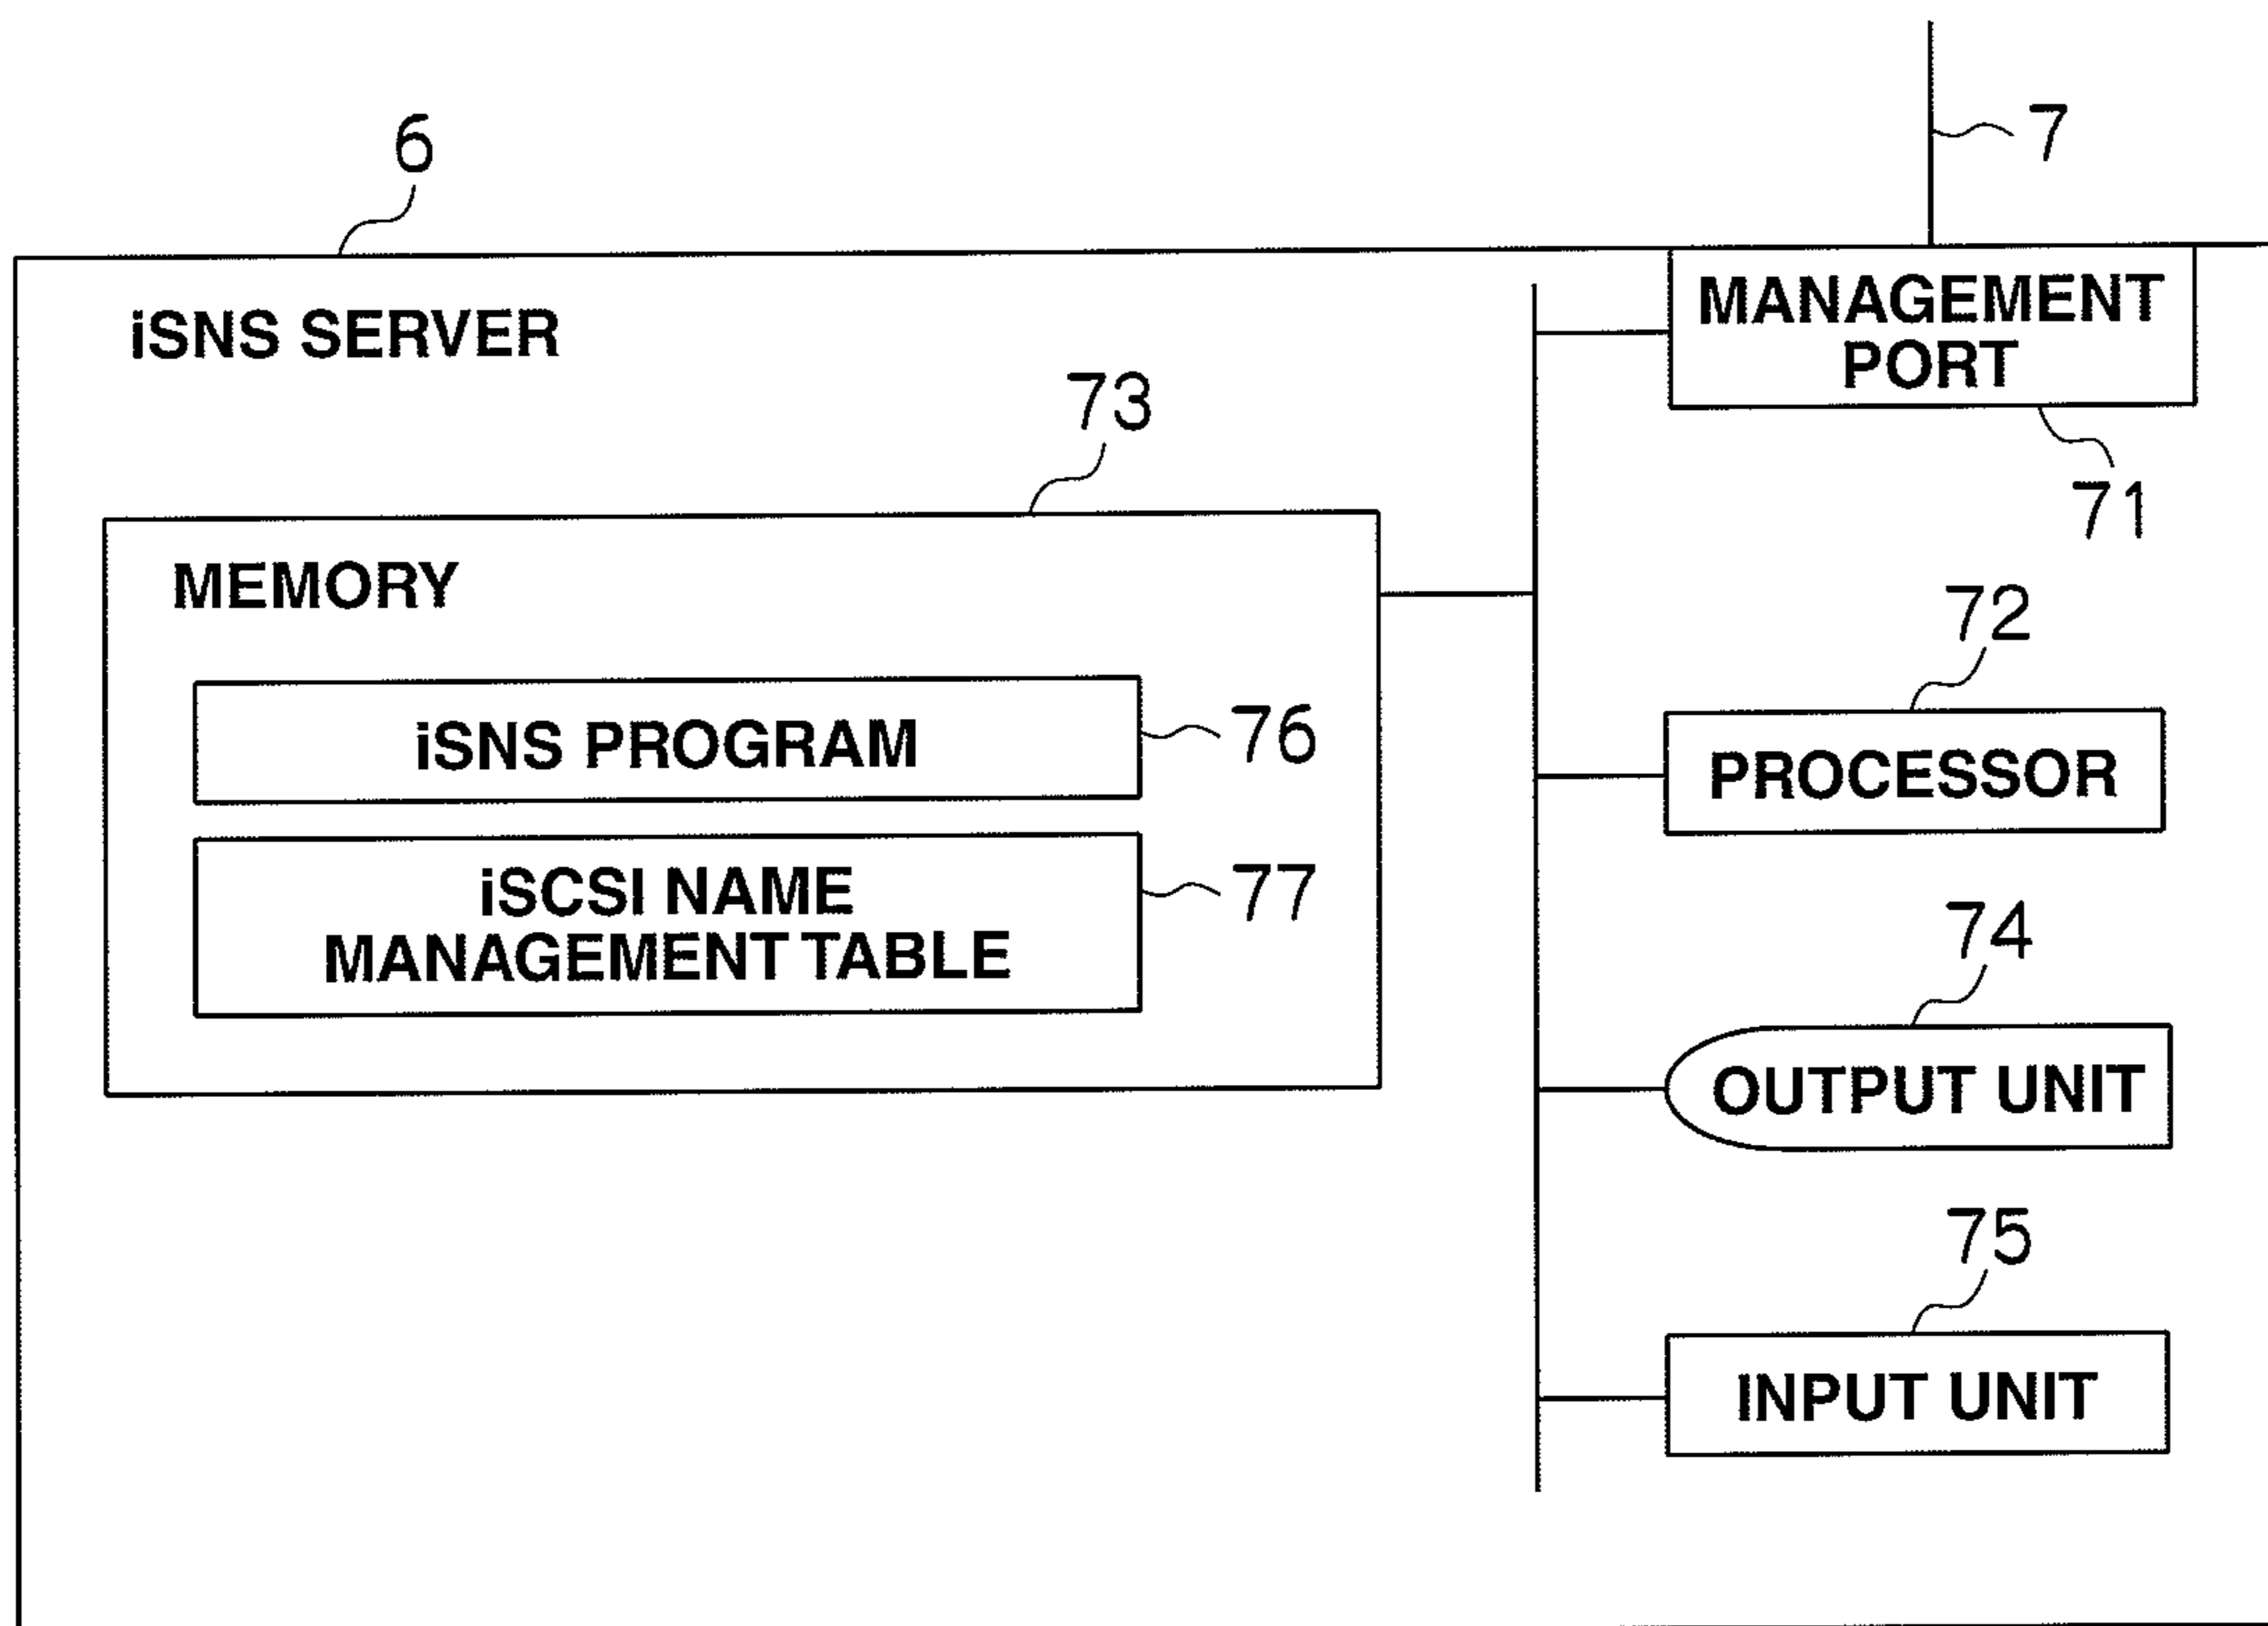 6
7
iSNS SERVER
MANAGEMENT
PORT
71
73
MEMORY
iSNS PROGRAM
76
iSCSI NAME
MANAGEMENT TABLE
77
72
PROCESSOR
74
OUTPUT UNIT
75
INPUT UNIT